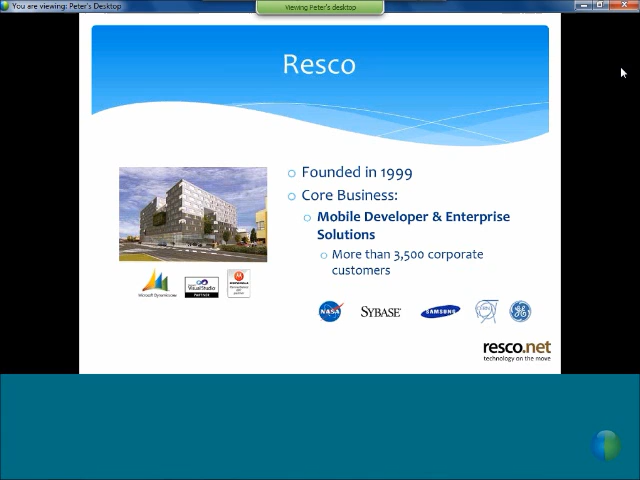 You are viewing: Peter's Desktop
Viewing Peter's desktop
Resco
Founded in 1999
Core Business:
Mobile Developer & Enterprise
Solutions
More than 3,500 corporate
customers
Microsoft Dynamics
Visual Studio
PARTNER
MOTOROLA
NASA
SYBASE
SAMSUNG
CERN
GE
resco.net
technology on the move